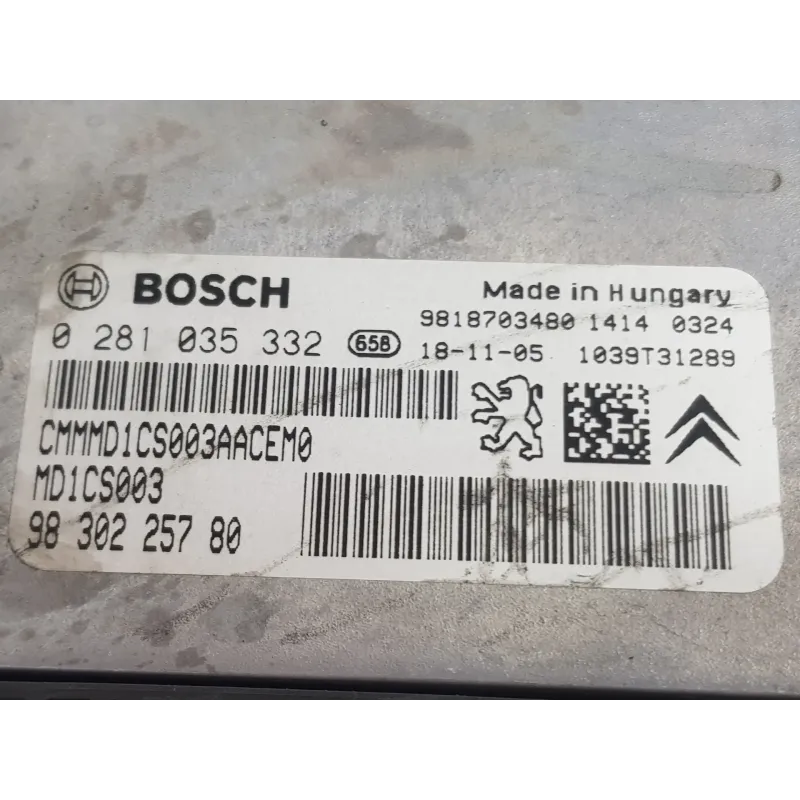 BOSCH
Made in Hungary
9818703480 1414 0324
0 281 035 332 658
18-11-05 1039T31289
CMMMD1CS003AACEM0
MD1CS003
98 302 257 80